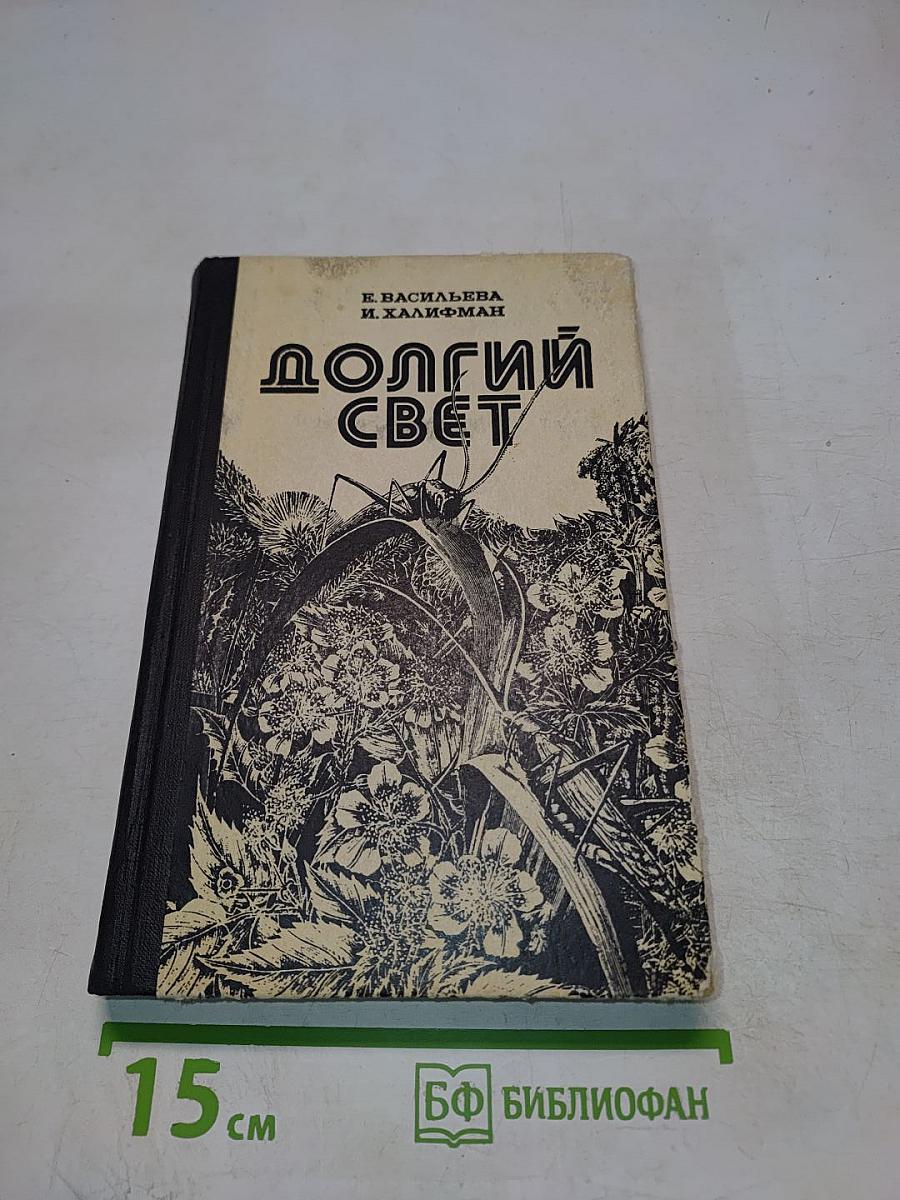 Е. ВАСИЛЬЕВА
И. ХАЛИФМАН
ДОЛГИЙ
СВЕТ
15 см
БФ БИБЛИОФАН